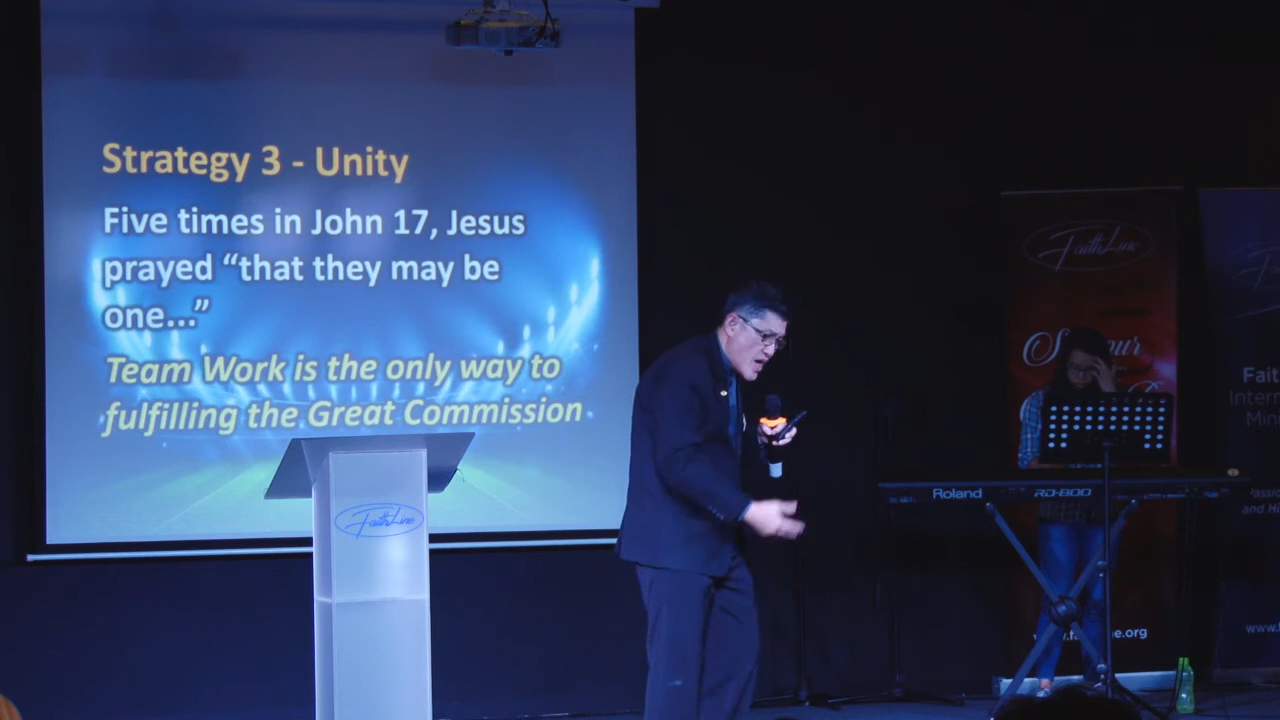 Strategy 3 - Unity
Five times in John 17, Jesus
prayed “that they may be
one...”
Team Work is the only way to
fulfilling the Great Commission
FaithLine
FaithLine
Roland
RD-800